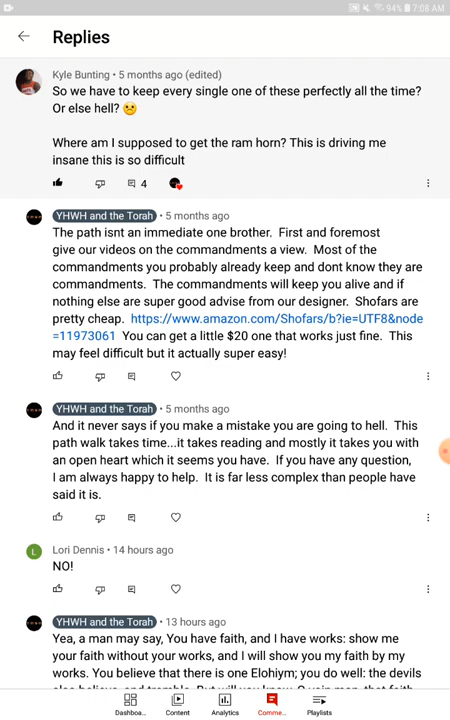 94% 7:08 AM
Replies
Kyle Bunting • 5 months ago (edited)
So we have to keep every single one of these perfectly all the time?
Or else hell? 😕
Where am I supposed to get the ram horn? This is driving me
insane this is so difficult
4
YHWH and the Torah • 5 months ago
The path isnt an immediate one brother. First and foremost
give our videos on the commandments a view. Most of the
commandments you probably already keep and dont know they are
commandments. The commandments will keep you alive and if
nothing else are super good advise from our designer. Shofars are
pretty cheap. https://www.amazon.com/Shofars/b?ie=UTF8&node
=11973061 You can get a little $20 one that works just fine. This
may feel difficult but it actually super easy!
YHWH and the Torah • 5 months ago
And it never says if you make a mistake you are going to hell. This
path walk takes time...it takes reading and mostly it takes you with
an open heart which it seems you have. If you have any question,
I am always happy to help. It is far less complex than people have
said it is.
L
Lori Dennis • 14 hours ago
NO!
YHWH and the Torah • 13 hours ago
Yea, a man may say, You have faith, and I have works: show me
your faith without your works, and I will show you my faith by my
works. You believe that there is one Elohiym; you do well: the devils
also believe, and tremble. But will you know, O vain man, that faith
Dashboa... Content Analytics Comme... Playlists